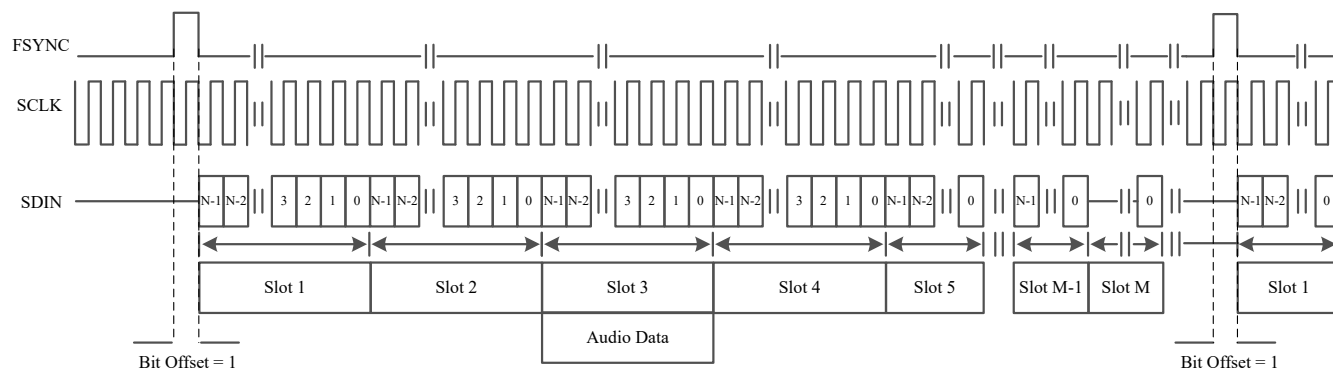 FSYNC
SCLK
SDIN
N-1 N-2 3 2 1 0 N-1 N-2 3 2 1 0 N-1 N-2 3 2 1 0 N-1 N-2 3 2 1 0 N-1 N-2 0 N-1 0 0 N-1 N-2 0
Slot 1 Slot 2 Slot 3 Slot 4 Slot 5 Slot M-1 Slot M Slot 1
Audio Data
Bit Offset = 1 Bit Offset = 1